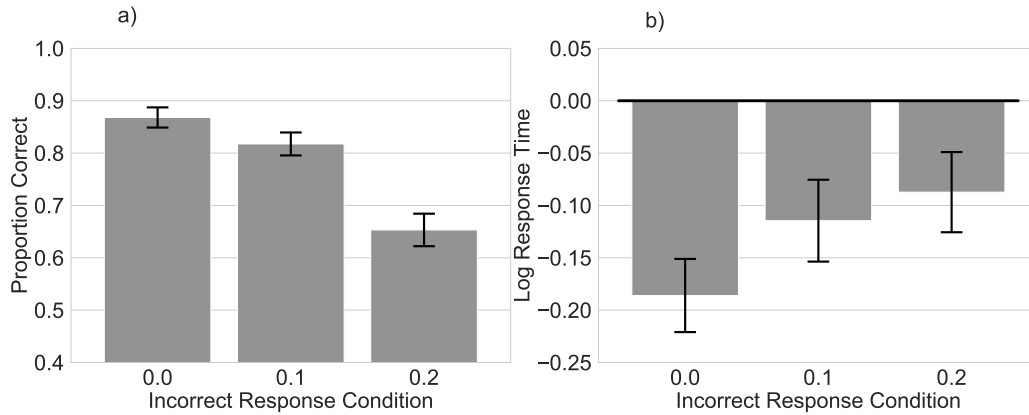 a)
Proportion Correct
1.0
0.9
0.8
0.7
0.6
0.5
0.4
0.0 0.1 0.2
Incorrect Response Condition
b)
Log Response Time
0.05
0.00
−0.05
−0.10
−0.15
−0.20
−0.25
0.0 0.1 0.2
Incorrect Response Condition